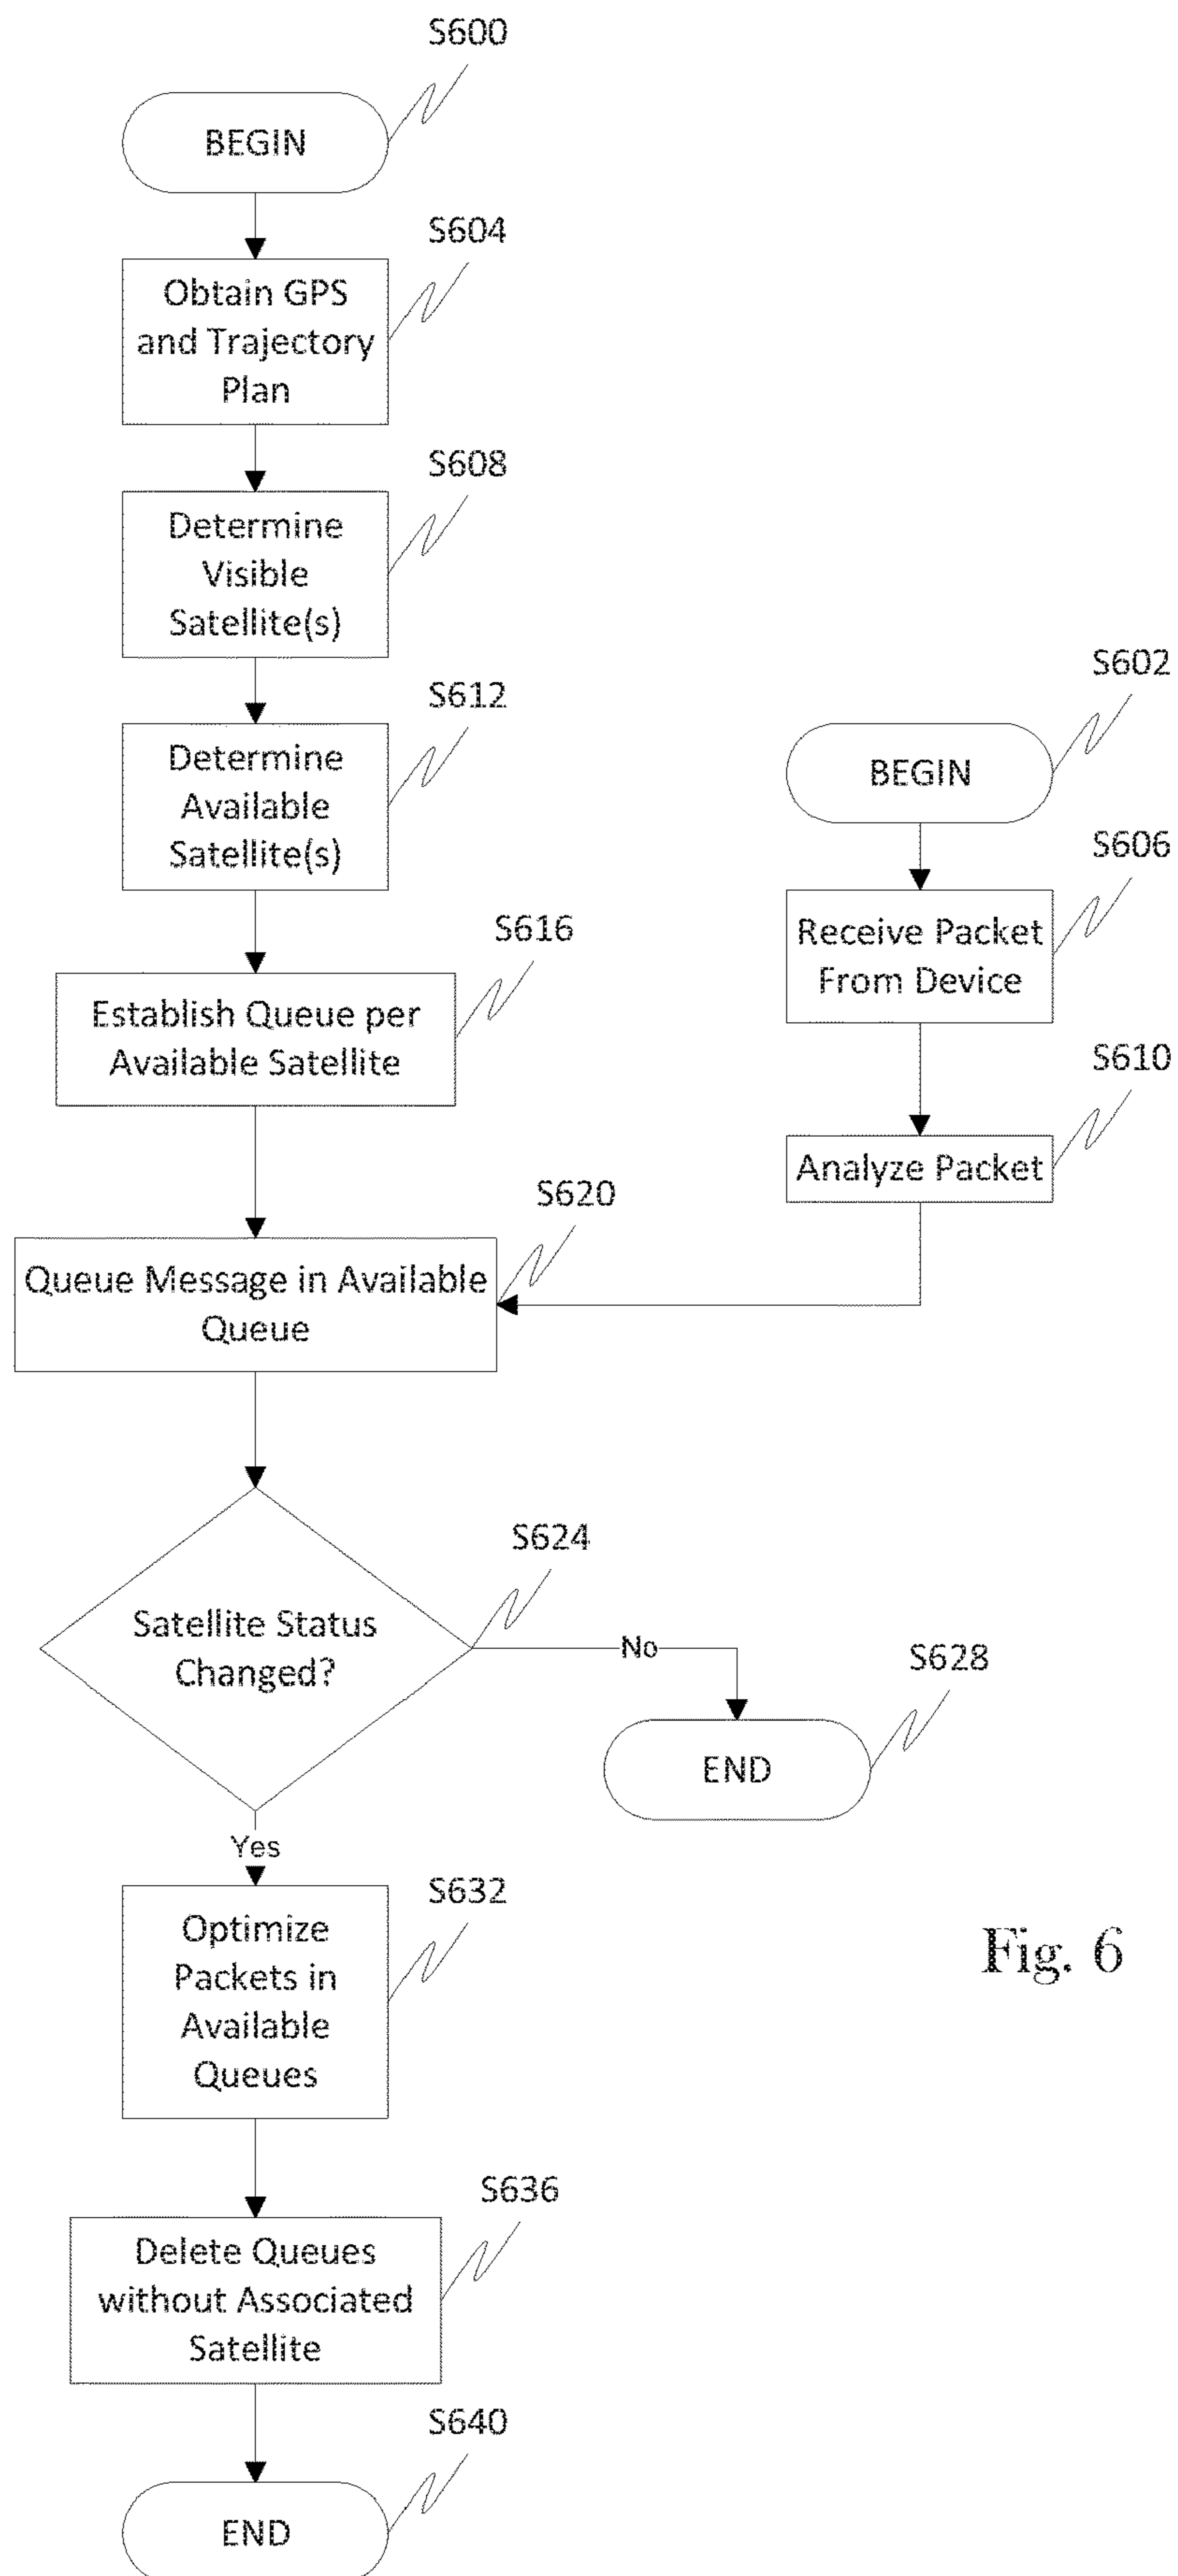 S600
BEGIN
S604
Obtain GPS
and Trajectory
Plan
S608
Determine
Visible
Satellite(s)
S612
Determine
Available
Satellite(s)
S602
BEGIN
S606
Receive Packet
From Device
S616
Establish Queue per
Available Satellite
S610
Analyze Packet
S620
Queue Message in Available
Queue
S624
Satellite Status
Changed?
No
S628
END
Yes
S632
Optimize
Packets in
Available
Queues
Fig. 6
S636
Delete Queues
without Associated
Satellite
S640
END